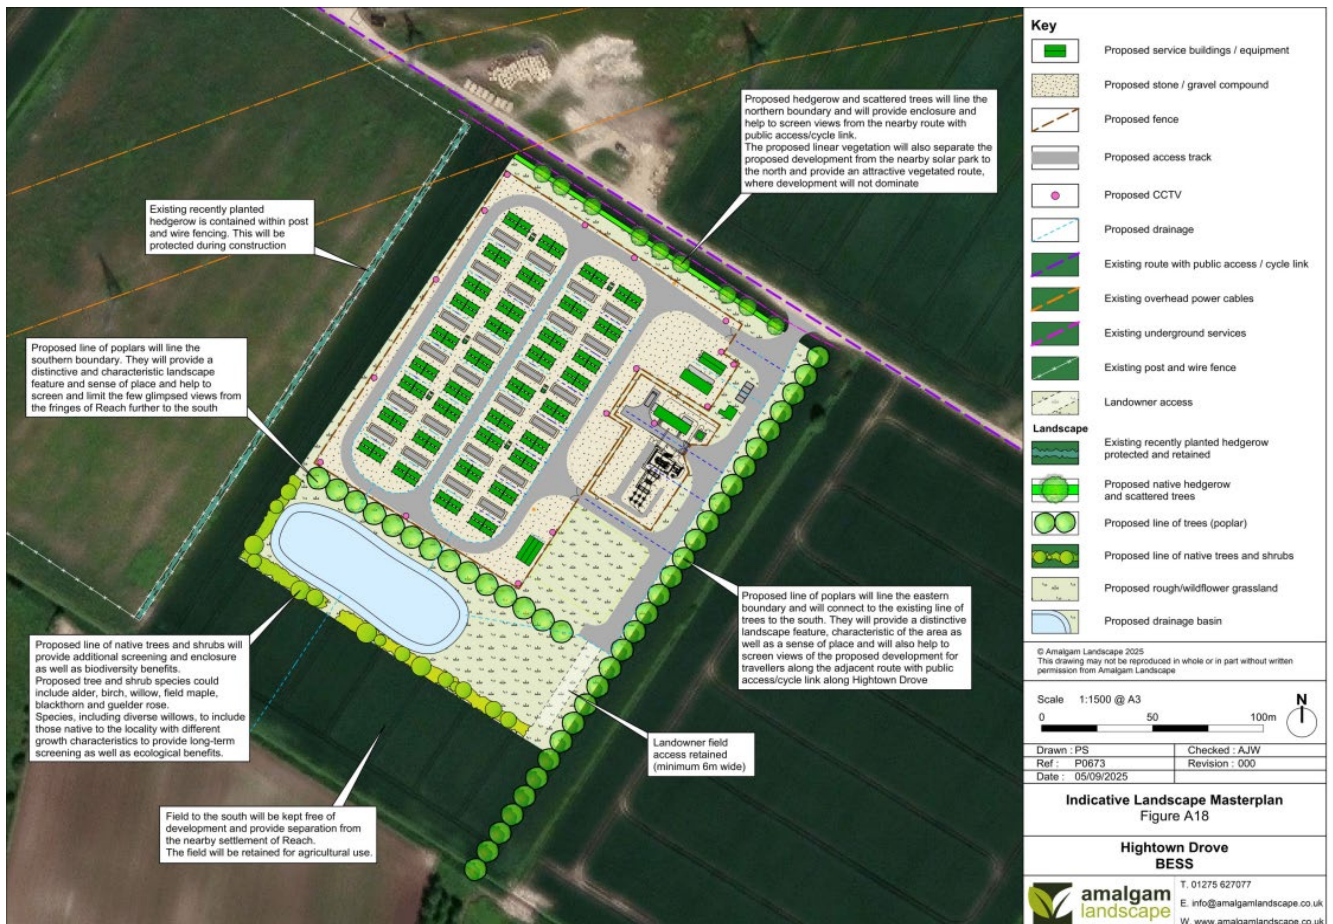 Existing recently planted
hedgerow is contained within post
and wire fencing. This will be
protected during construction
Proposed hedgerow and scattered trees will line the
northern boundary and will provide enclosure and
help to screen views from the nearby route with
public access/cycle link.
The proposed linear vegetation will also separate the
proposed development from the nearby solar park to
the north and provide an attractive vegetated route,
where development will not dominate
Proposed line of poplars will line the
southern boundary. They will provide a
distinctive and characteristic landscape
feature and sense of place and help to
screen and limit the few glimpsed views from
the fringes of Reach further to the south
Proposed line of poplars will line the eastern
boundary and will connect to the existing line of
trees to the south. They will provide a distinctive
landscape feature, characteristic of the area as
well as a sense of place and will also help to
screen views of the proposed development for
travellers along the adjacent route with public
access/cycle link along Hightown Drove
Proposed line of native trees and shrubs will
provide additional screening and enclosure
as well as biodiversity benefits.
Proposed tree and shrub species could
include alder, birch, willow, field maple,
blackthorn and guelder rose.
Species, including diverse willows, to include
those native to the locality with different
growth characteristics to provide long-term
screening as well as ecological benefits.
Landowner field
access retained
(minimum 6m wide)
Field to the south will be kept free of
development and provide separation from
the nearby settlement of Reach.
The field will be retained for agricultural use.
Key
Proposed service buildings / equipment
Proposed stone / gravel compound
Proposed fence
Proposed access track
Proposed CCTV
Proposed drainage
Existing route with public access / cycle link
Existing overhead power cables
Existing underground services
Existing post and wire fence
Landowner access
Landscape
Existing recently planted hedgerow
protected and retained
Proposed native hedgerow
and scattered trees
Proposed line of trees (poplar)
Proposed line of native trees and shrubs
Proposed rough/wildflower grassland
Proposed drainage basin
© Amalgam Landscape 2025
This drawing may not be reproduced in whole or in part without written
permission from Amalgam Landscape
Scale 1:1500 @ A3
0 50 100m
N
Drawn : PS Checked : AJW
Ref : P0673 Revision : 000
Date : 05/09/2025
Indicative Landscape Masterplan
Figure A18
Hightown Drove
BESS
amalgam
landscape
T. 01275 627077
E. info@amalgamlandscape.co.uk
W. www.amalgamlandscape.co.uk